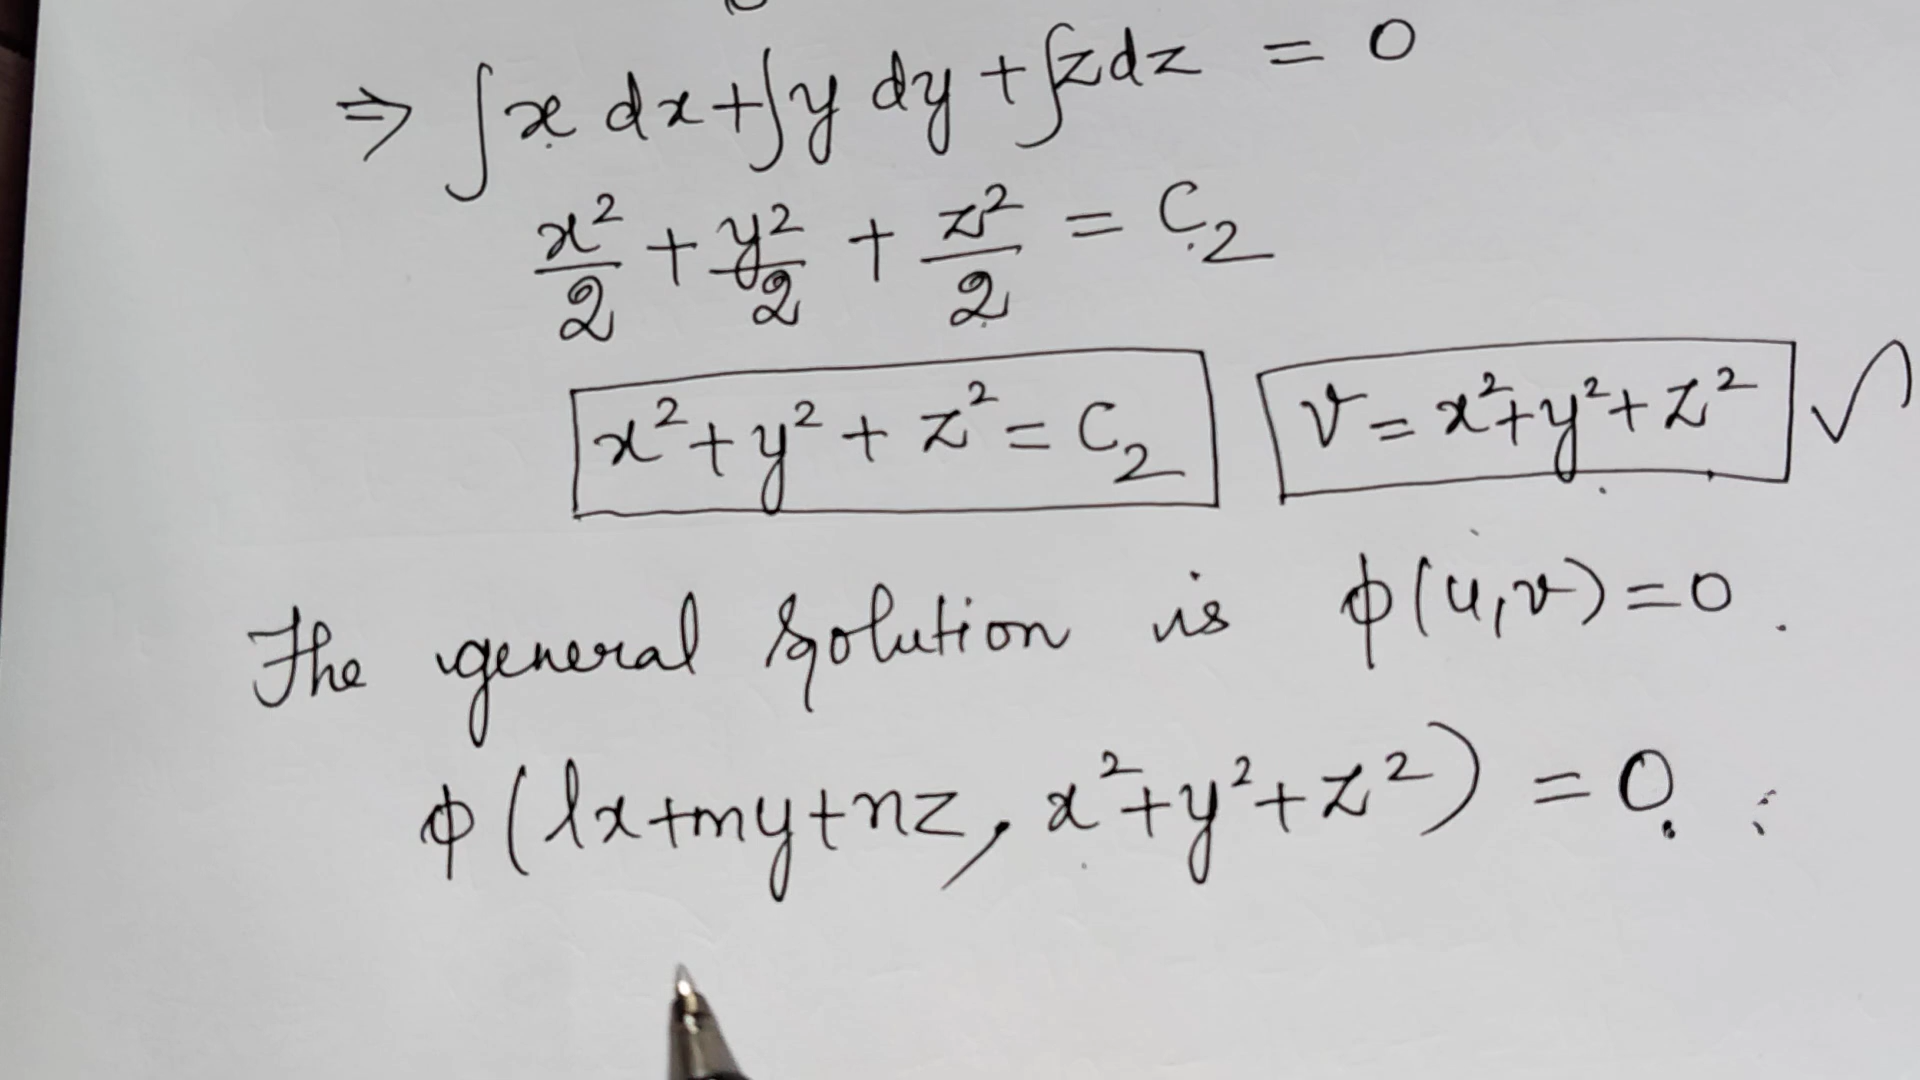 ⇒ ∫x dx + ∫y dy + ∫z dz = 0
x²/2 + y²/2 + z²/2 = C₂
x² + y² + z² = C₂ v = x² + y² + z²
The general solution is ϕ(u, v) = 0.
ϕ(lx + my + nz, x² + y² + z²) = 0.